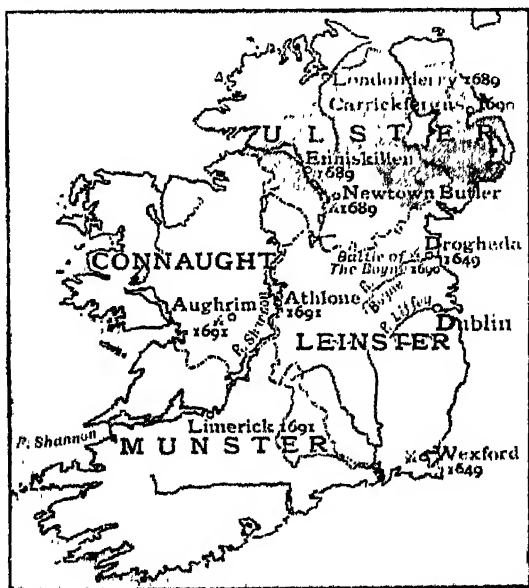 Londonderry 1689
Carrickfergus 1690
ULSTER
Enniskillen
1689
Newtown Butler
1689
Battle of
The Boyne 1690
Drogheda
1649
CONNAUGHT
R. Boyne
Athlone
1691
Aughrim
1691
R. Shannon
R. Liffey
Dublin
LEINSTER
Limerick 1691
R. Shannon
MUNSTER
Wexford
1649